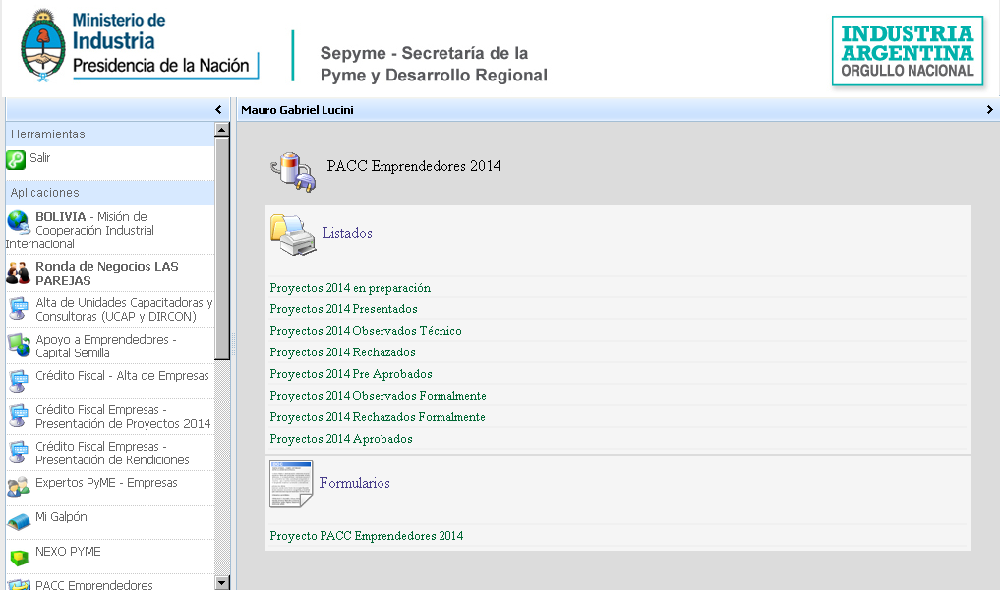 Ministerio de
Industria
Presidencia de la Nación
Sepyme - Secretaría de la
Pyme y Desarrollo Regional
INDUSTRIA
ARGENTINA
ORGULLO NACIONAL
Mauro Gabriel Lucini
Herramientas
Salir
Aplicaciones
BOLIVIA - Misión de
Cooperación Industrial
Internacional
Ronda de Negocios LAS
PAREJAS
Alta de Unidades Capacitadoras y
Consultoras (UCAP y DIRCON)
Apoyo a Emprendedores -
Capital Semilla
Crédito Fiscal - Alta de Empresas
Crédito Fiscal Empresas -
Presentación de Proyectos 2014
Crédito Fiscal Empresas -
Presentación de Rendiciones
Expertos PyME - Empresas
Mi Galpón
NEXO PYME
PACC Emprendedores
PACC Emprendedores 2014
Listados
Proyectos 2014 en preparación
Proyectos 2014 Presentados
Proyectos 2014 Observados Técnico
Proyectos 2014 Rechazados
Proyectos 2014 Pre Aprobados
Proyectos 2014 Observados Formalmente
Proyectos 2014 Rechazados Formalmente
Proyectos 2014 Aprobados
Formularios
Proyecto PACC Emprendedores 2014